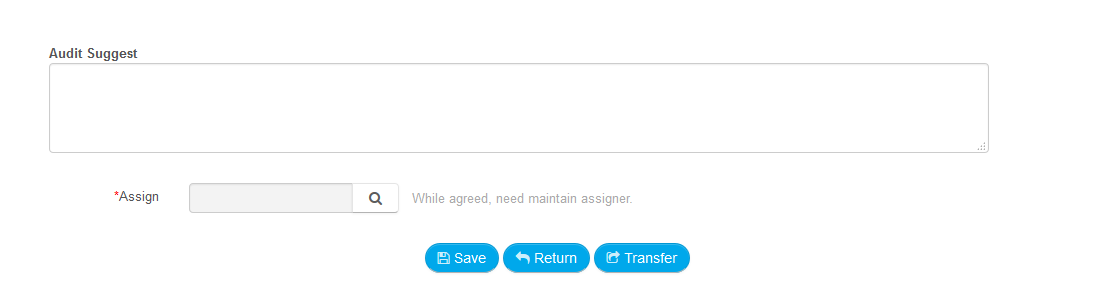 Audit Suggest
*Assign While agreed, need maintain assigner.
Save Return Transfer